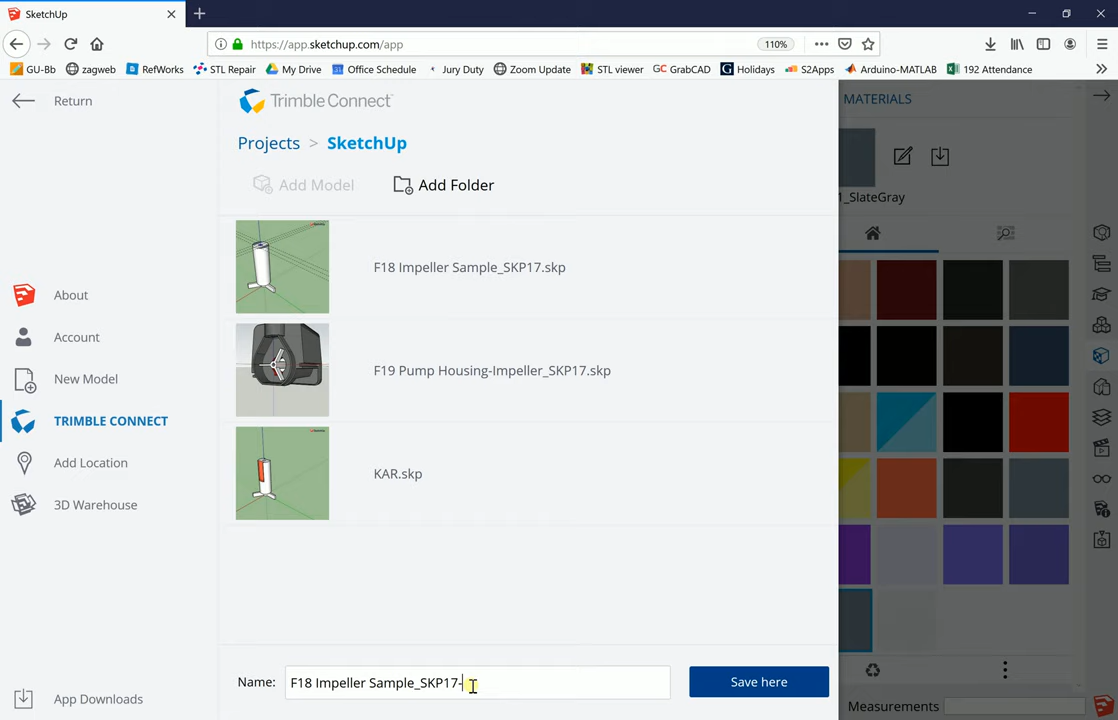 SketchUp
https://app.sketchup.com/app
110%
GU-Bb
zagweb
RefWorks
STL Repair
My Drive
Office Schedule
Jury Duty
Zoom Update
STL viewer
GC GrabCAD
Holidays
S2Apps
Arduino-MATLAB
192 Attendance
Return
Trimble Connect
Projects > SketchUp
Add Model
Add Folder
F18 Impeller Sample_SKP17.skp
F19 Pump Housing-Impeller_SKP17.skp
KAR.skp
About
Account
New Model
TRIMBLE CONNECT
Add Location
3D Warehouse
App Downloads
Name: F18 Impeller Sample_SKP17-
Save here
MATERIALS
1_SlateGray
Measurements